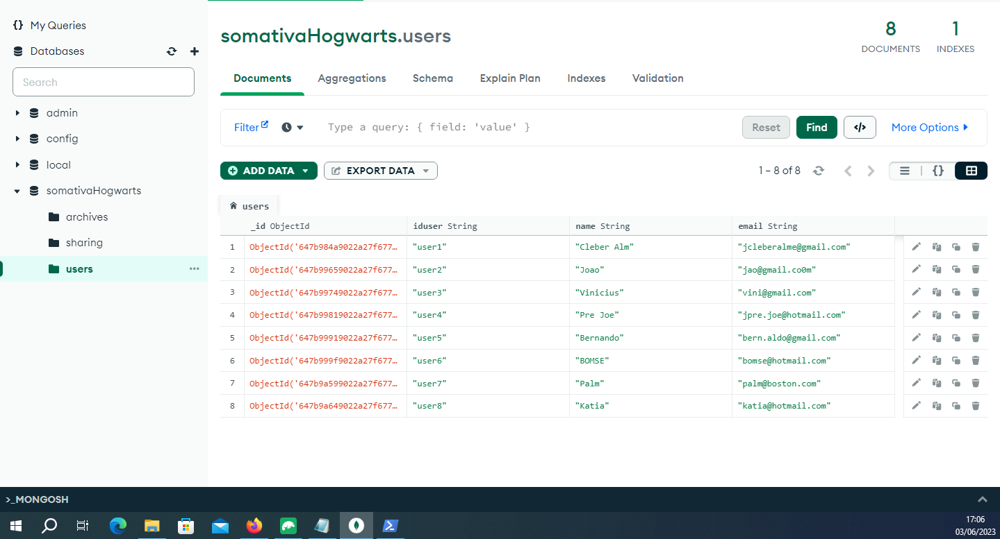 My Queries
Databases
Search
admin
config
local
somativaHogwarts
archives
sharing
users
somativaHogwarts.users
8
DOCUMENTS
1
INDEXES
Documents Aggregations Schema Explain Plan Indexes Validation
Filter Type a query: { field: 'value' } Reset Find </> More Options
ADD DATA EXPORT DATA 1 – 8 of 8 {}
users
_id ObjectId iduser String name String email String
1 ObjectId('647b984a9022a27f677… "user1" "Cleber Alm" "jcleberalme@gmail.com"
2 ObjectId('647b99659022a27f677… "user2" "Joao" "jao@gmail.co0m"
3 ObjectId('647b99749022a27f677… "user3" "Vinicius" "vini@gmail.com"
4 ObjectId('647b99819022a27f677… "user4" "Pre Joe" "jpre.joe@hotmail.com"
5 ObjectId('647b99919022a27f677… "user5" "Bernando" "bern.aldo@gmail.com"
6 ObjectId('647b999f9022a27f677… "user6" "BOMSE" "bomse@hotmail.com"
7 ObjectId('647b9a599022a27f677… "user7" "Palm" "palm@boston.com"
8 ObjectId('647b9a649022a27f677… "user8" "Katia" "katia@hotmail.com"
>_MONGOSH
17:06
03/06/2023